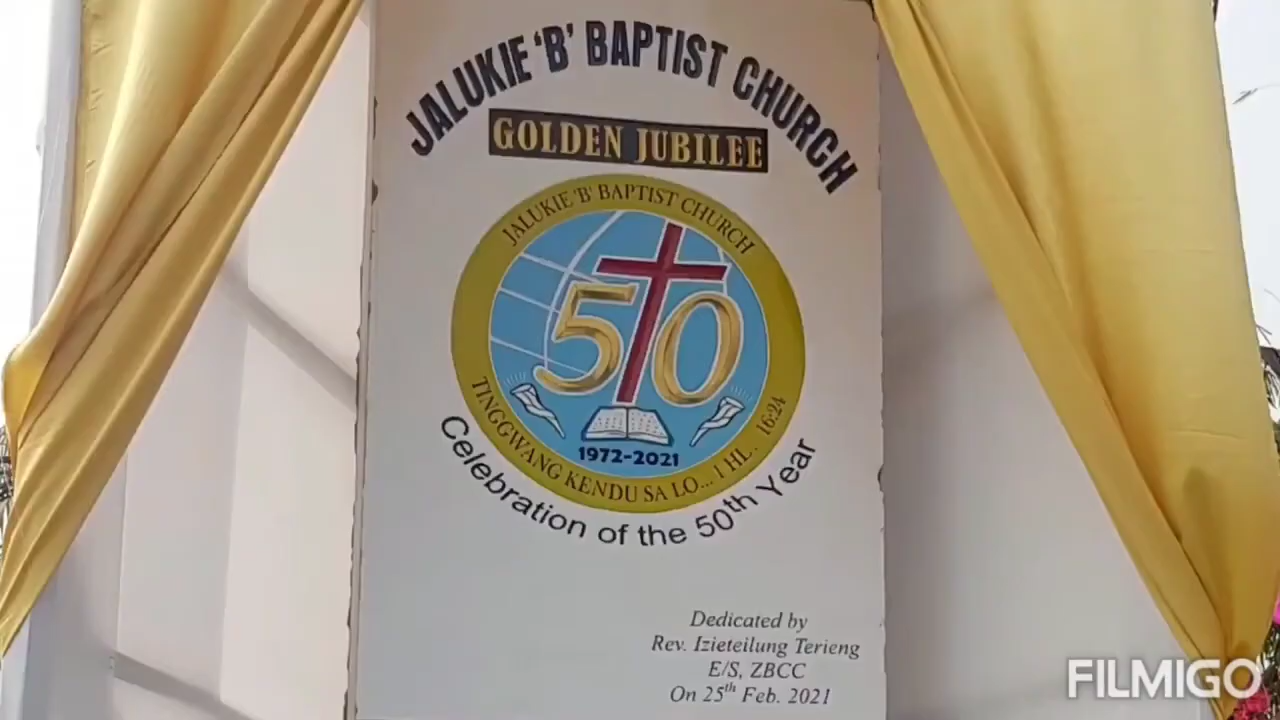 JALUKIE 'B' BAPTIST CHURCH
GOLDEN JUBILEE
JALUKIE 'B' BAPTIST CHURCH
50
1972-2021
TINGGWANG KENDU SA LO... 1 HL. 16:24
Celebration of the 50th Year
Dedicated by
Rev. Izieteilung Terieng
E/S, ZBCC
On 25th Feb. 2021
FILMIGO